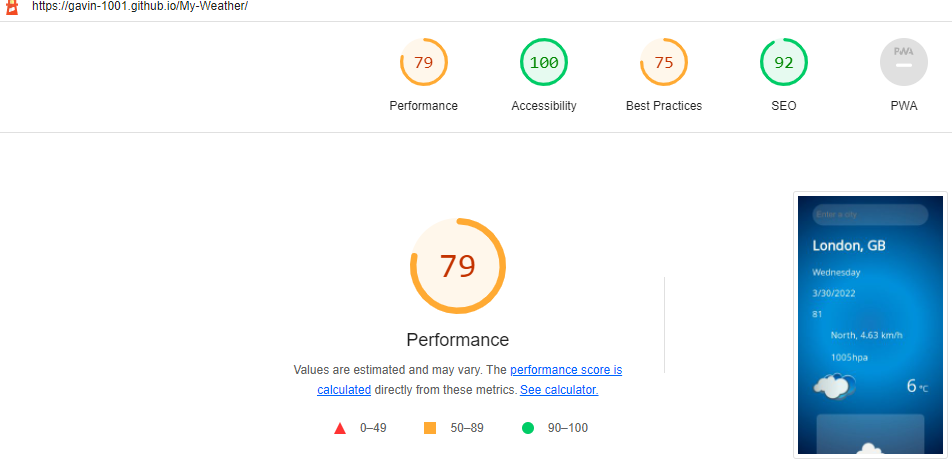 https://gavin-1001.github.io/My-Weather/
79 100 75 92 PWA
Performance Accessibility Best Practices SEO PWA
79
Performance
Values are estimated and may vary. The performance score is
calculated directly from these metrics. See calculator.
0–49 50–89 90–100
Enter a city
London, GB
Wednesday
3/30/2022
81
North, 4.63 km/h
1005hpa
6 °C